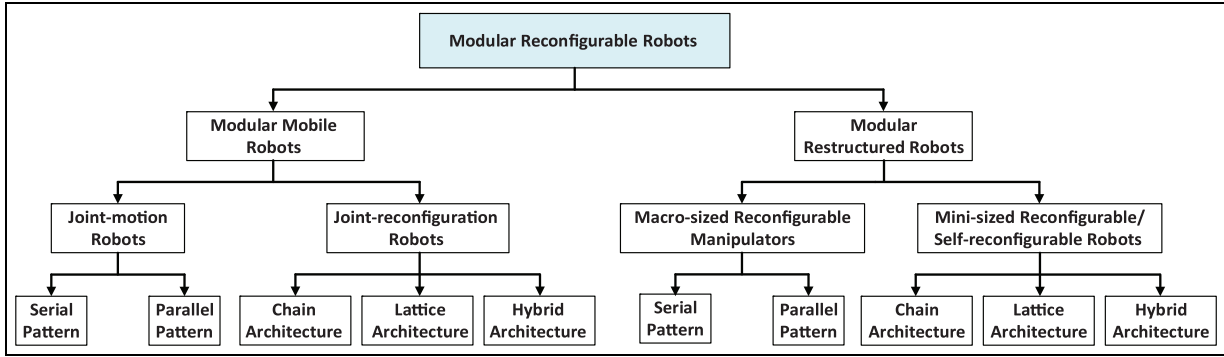 Modular Reconfigurable Robots
Modular Mobile
Robots
Modular
Restructured Robots
Joint-motion
Robots
Joint-reconfiguration
Robots
Macro-sized Reconfigurable
Manipulators
Mini-sized Reconfigurable/
Self-reconfigurable Robots
Serial
Pattern
Parallel
Pattern
Chain
Architecture
Lattice
Architecture
Hybrid
Architecture
Serial
Pattern
Parallel
Pattern
Chain
Architecture
Lattice
Architecture
Hybrid
Architecture